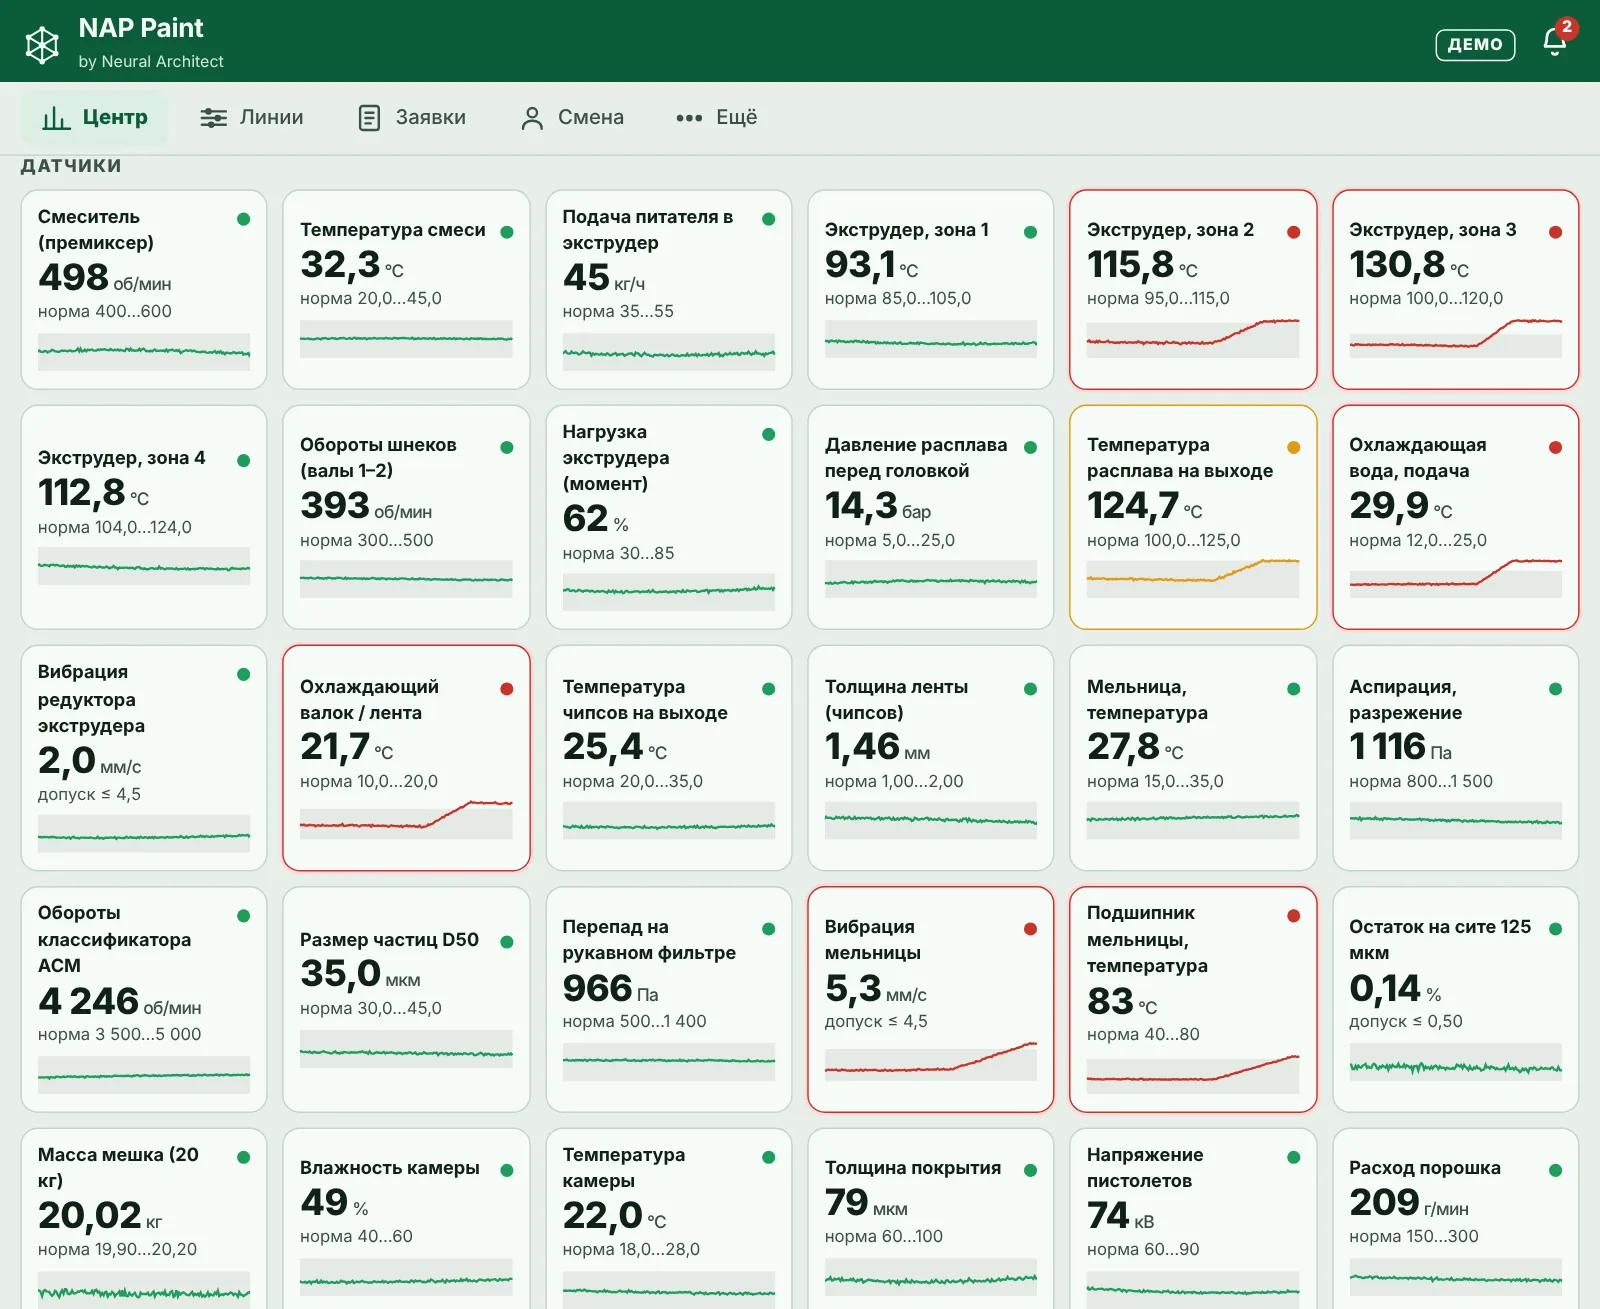 NAP Paint
by Neural Architect
ДЕМО
2
Центр
Линии
Заявки
Смена
Ещё
ДАТЧИКИ
Смеситель
(премиксер)
498 об/мин
норма 400...600
Температура смеси
32,3 °C
норма 20,0...45,0
Подача питателя в
экструдер
45 кг/ч
норма 35...55
Экструдер, зона 1
93,1 °C
норма 85,0...105,0
Экструдер, зона 2
115,8 °C
норма 95,0...115,0
Экструдер, зона 3
130,8 °C
норма 100,0...120,0
Экструдер, зона 4
112,8 °C
норма 104,0...124,0
Обороты шнеков
(валы 1–2)
393 об/мин
норма 300...500
Нагрузка
экструдера
(момент)
62 %
норма 30...85
Давление расплава
перед головкой
14,3 бар
норма 5,0...25,0
Температура
расплава на выходе
124,7 °C
норма 100,0...125,0
Охлаждающая
вода, подача
29,9 °C
норма 12,0...25,0
Вибрация
редуктора
экструдера
2,0 мм/с
допуск ≤ 4,5
Охлаждающий
валок / лента
21,7 °C
норма 10,0...20,0
Температура
чипсов на выходе
25,4 °C
норма 20,0...35,0
Толщина ленты
(чипсов)
1,46 мм
норма 1,00...2,00
Мельница,
температура
27,8 °C
норма 15,0...35,0
Аспирация,
разрежение
1 116 Па
норма 800...1 500
Обороты
классификатора
ACM
4 246 об/мин
норма 3 500...5 000
Размер частиц D50
35,0 мкм
норма 30,0...45,0
Перепад на
рукавном фильтре
966 Па
норма 500...1 400
Вибрация
мельницы
5,3 мм/с
допуск ≤ 4,5
Подшипник
мельницы,
температура
83 °C
норма 40...80
Остаток на сите 125
мкм
0,14 %
допуск ≤ 0,50
Масса мешка (20
кг)
20,02 кг
норма 19,90...20,20
Влажность камеры
49 %
норма 40...60
Температура
камеры
22,0 °C
норма 18,0...28,0
Толщина покрытия
79 мкм
норма 60...100
Напряжение
пистолетов
74 кВ
норма 60...90
Расход порошка
209 г/мин
норма 150...300